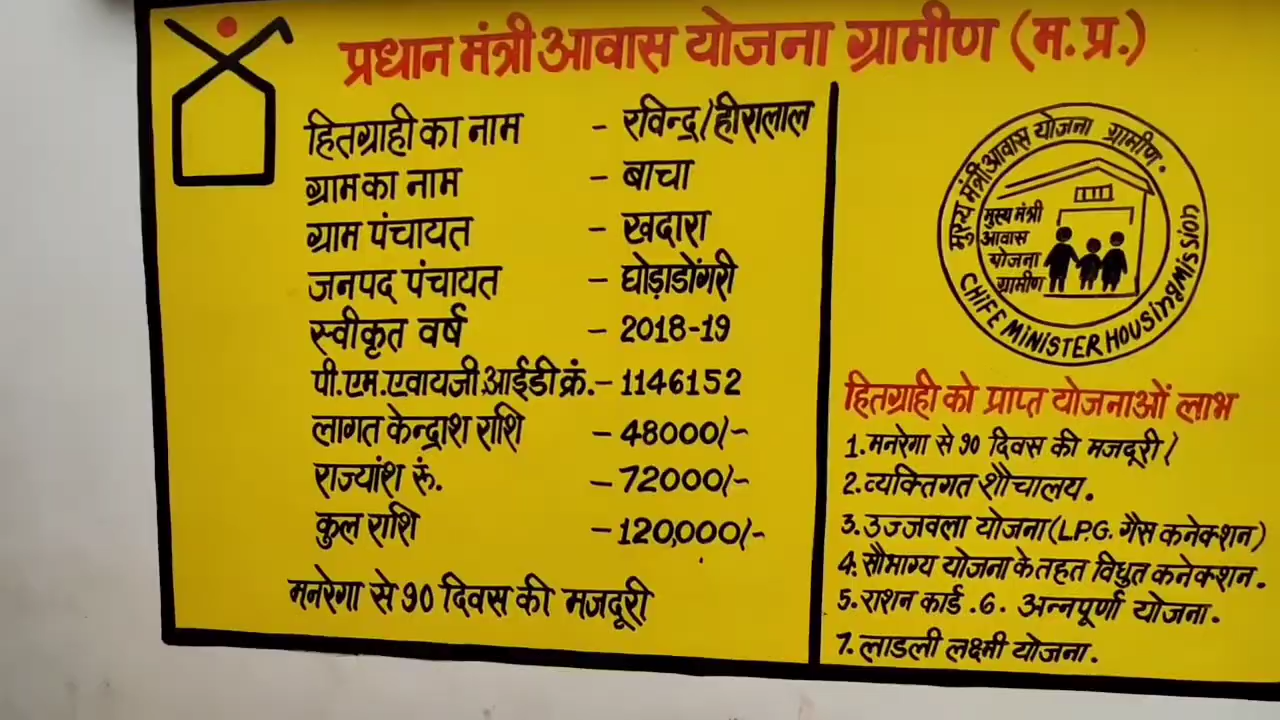 प्रधान मंत्री आवास योजना ग्रामीण (म.प्र.)
हितग्राही का नाम - रविन्द्र/हीरालाल
ग्राम का नाम - बाचा
ग्राम पंचायत - खदारा
जनपद पंचायत - घोड़ाडोंगरी
स्वीकृत वर्ष - 2018-19
पी.एम.एवायजी.आईडी क्रं. - 1146152
लागत केन्द्राश राशि - 48000/-
राज्यांश रुं. - 72000/-
कुल राशि - 120,000/-
मनरेगा से 90 दिवस की मजदूरी
मुख्य मंत्री आवास योजना ग्रामीण.
मुख्य मंत्री
आवास
योजना
ग्रामीण
CHIFE MINISTER HOUSINGMISSION
हितग्राही को प्राप्त योजनाओं लाभ
1. मनरेगा से 90 दिवस की मजदूरी/
2. व्यक्तिगत शौचालय.
3. उज्जवला योजना (L.P.G. गैस कनेक्शन)
4. सौभाग्य योजना के तहत विधुत कनेक्शन.
5. राशन कार्ड . 6. अन्नपूर्णा योजना.
7. लाडली लक्ष्मी योजना.